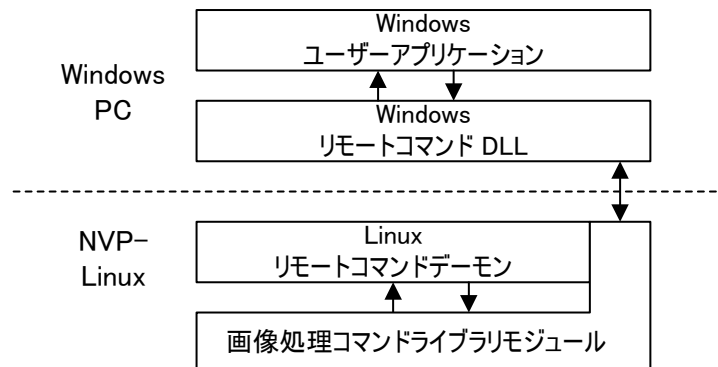 Windows
ユーザーアプリケーション
Windows
PC
Windows
リモートコマンド DLL
NVP-
Linux
Linux
リモートコマンドデーモン
画像処理コマンドライブラリモジュール